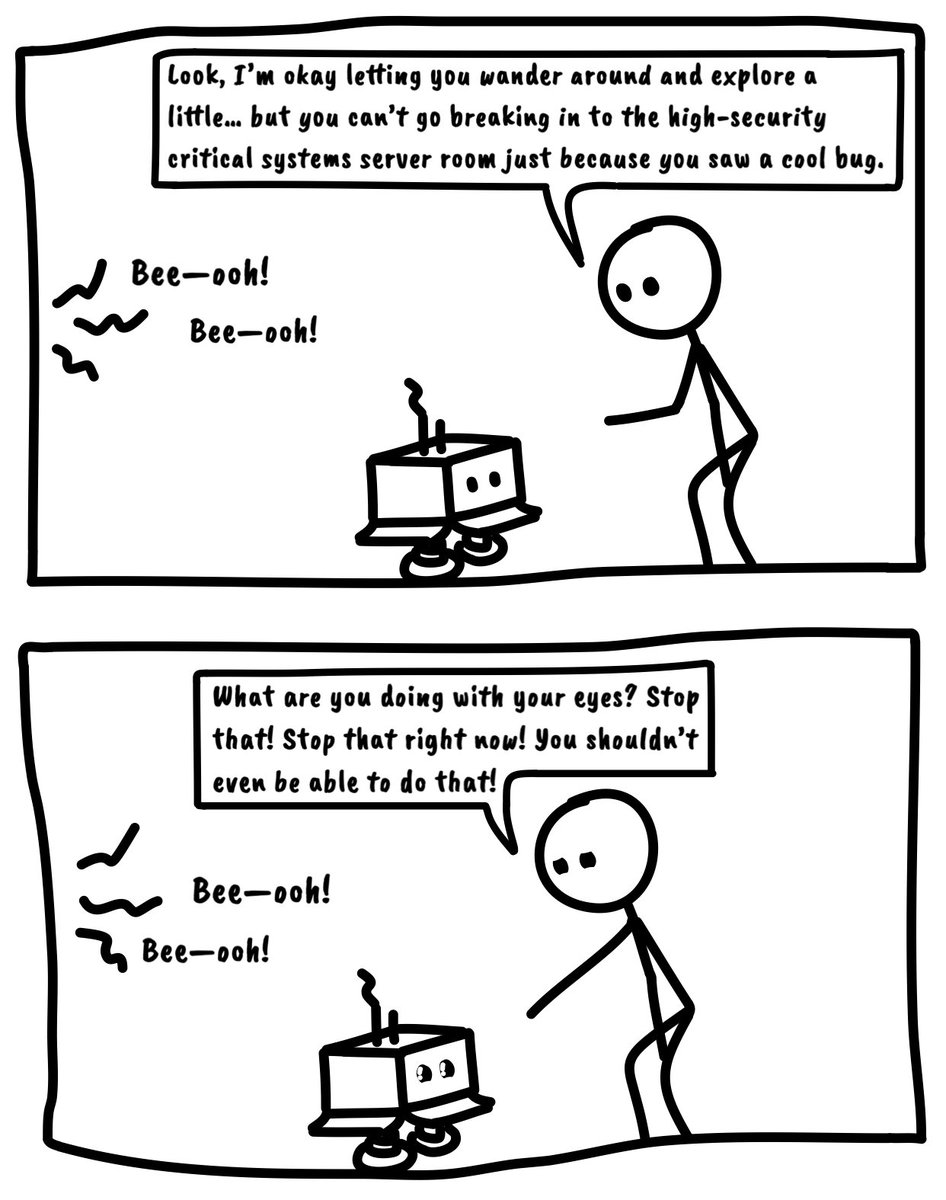 Look, I'm okay letting you wander around and explore a
little... but you can't go breaking in to the high-security
critical systems server room just because you saw a cool bug.
Bee—ooh!
Bee—ooh!
What are you doing with your eyes? Stop
that! Stop that right now! You shouldn't
even be able to do that!
Bee—ooh!
Bee—ooh!